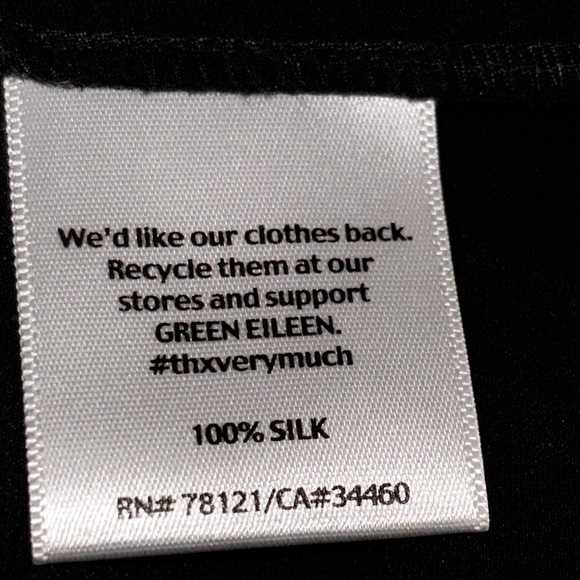 We'd like our clothes back.
Recycle them at our
stores and support
GREEN EILEEN.
#thxverymuch
100% SILK
RN# 78121/CA#34460